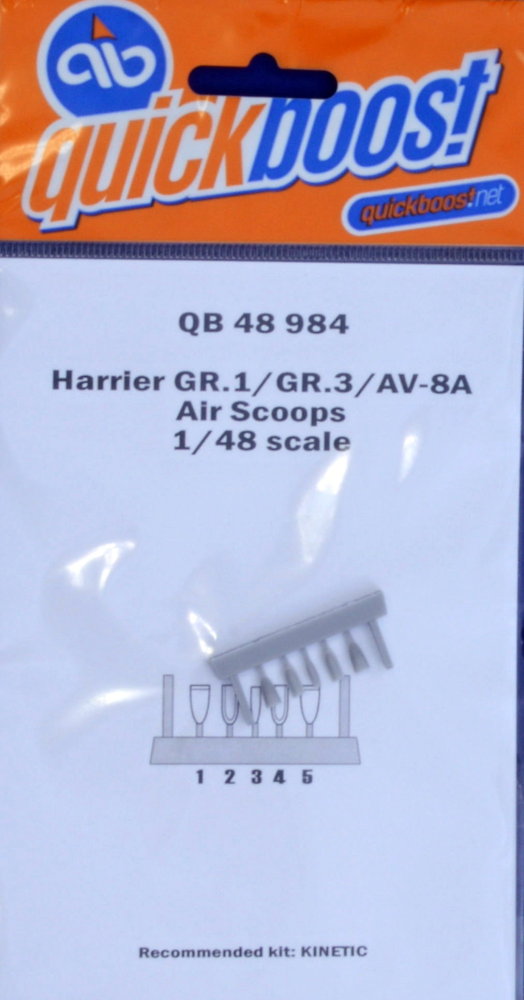 qb
quickboost
quickboost.net
QB 48 984
Harrier GR.1/GR.3/AV-8A
Air Scoops
1/48 scale
1 2 3 4 5
Recommended kit: KINETIC